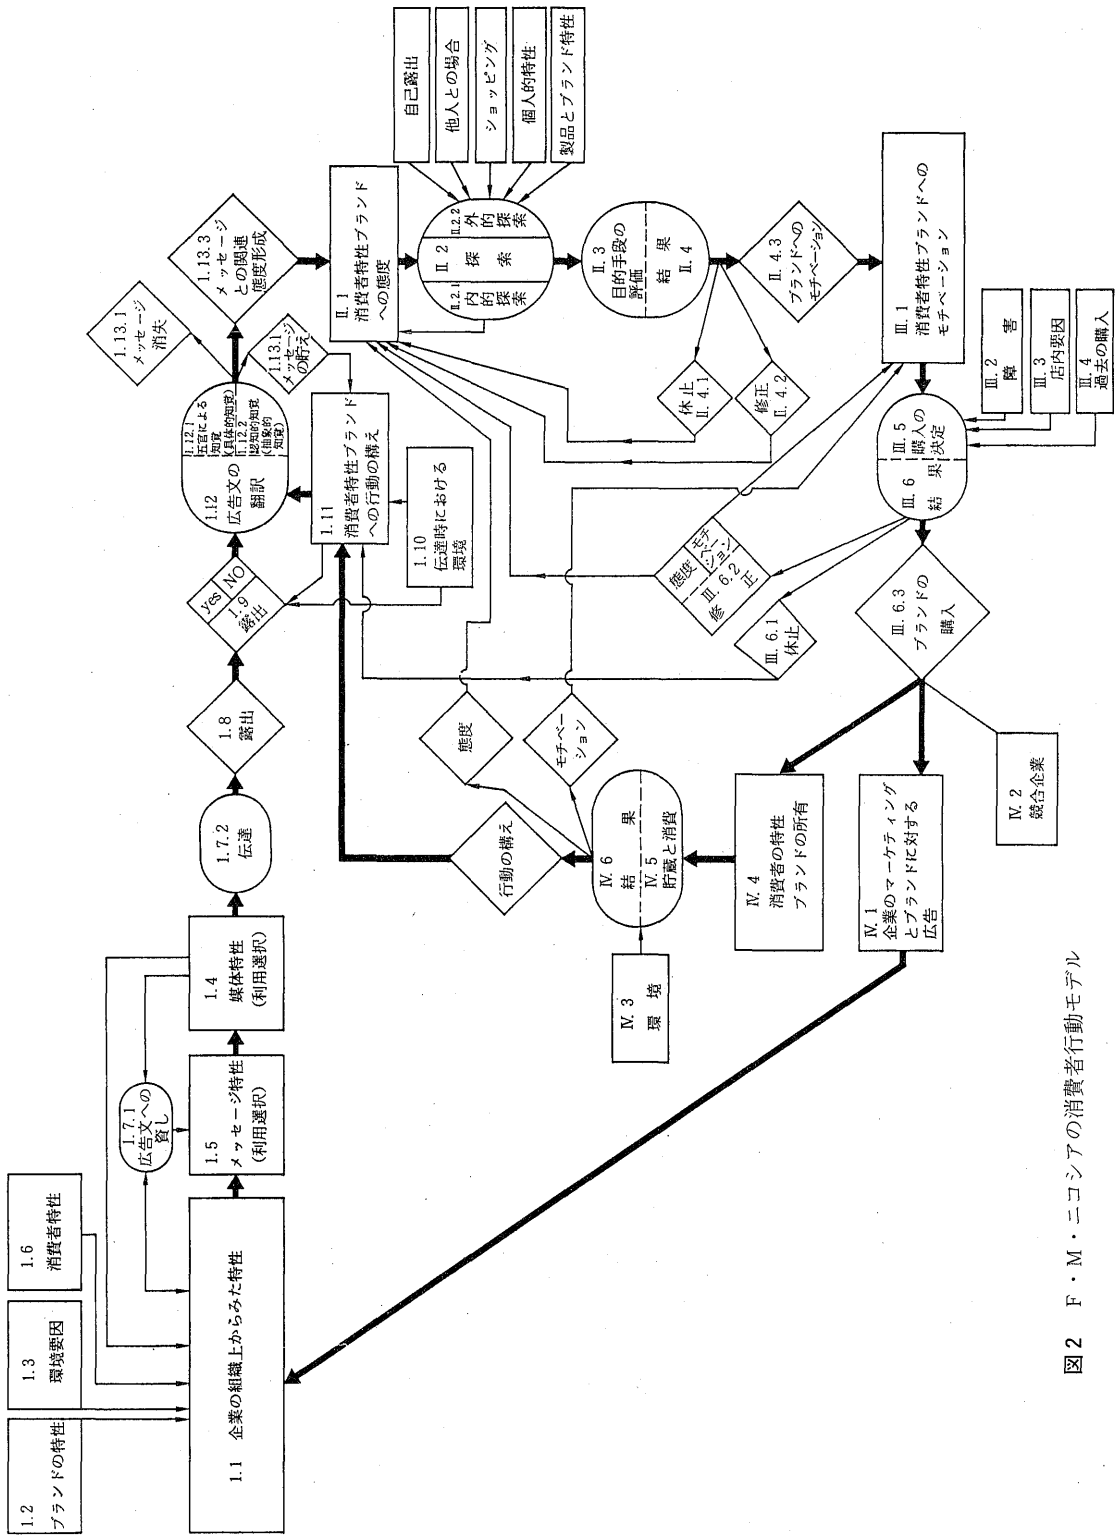 1.2
ブランドの特性
1.3
環境要因
1.6
消費者特性
1.1 企業の組織上からみた特性
1.7.1
広告文への
資し
1.5
メッセージ特性
(利用選択)
1.4
媒体特性
(利用選択)
1.7.2
伝達
1.8
露出
yes
NO
1.9
露出
1.10
伝達時における
環境
1.11
消費者特性ブランド
への行動の構え
1.12
広告文の
翻訳
1.12.1
五官による
知覚
(具体的知覚)
1.12.2
認知的知覚
(抽象的
知覚)
1.13.1
メッセージ
消失
1.13.1
メッセージ
の貯え
1.13.3
メッセージ
との関連
態度形成
Ⅱ.1
消費者特性ブランド
への態度
Ⅱ.2.1
内的探索
Ⅱ.2
探索
Ⅱ.2.2
外的探索
自己露出
他人との場合
ショッピング
個人的特性
製品とブランド特性
Ⅱ.3
目的手段の
評価
結果
Ⅱ.4
休止
Ⅱ.4.1
修正
Ⅱ.4.2
Ⅱ.4.3
ブランドへの
モチベーション
Ⅲ.1
消費者特性ブランドへの
モチベーション
Ⅲ.2
障害
Ⅲ.3
店内要因
Ⅲ.4
過去の購入
Ⅲ.5
購入の
決定
Ⅲ.6
結果
態度
モチベーション
Ⅲ.6.2
修正
Ⅲ.6.1
休止
Ⅲ.6.3
ブランドの
購入
Ⅳ.2
競合企業
Ⅳ.1
企業のマーケティング
とブランドに対する
広告
Ⅳ.4
消費者の特性
ブランドの所有
Ⅳ.3
環境
Ⅳ.6
結果
Ⅳ.5
貯蔵と消費
行動の構え
態度
モチベーション
図2 F・M・ニコシアの消費者行動モデル